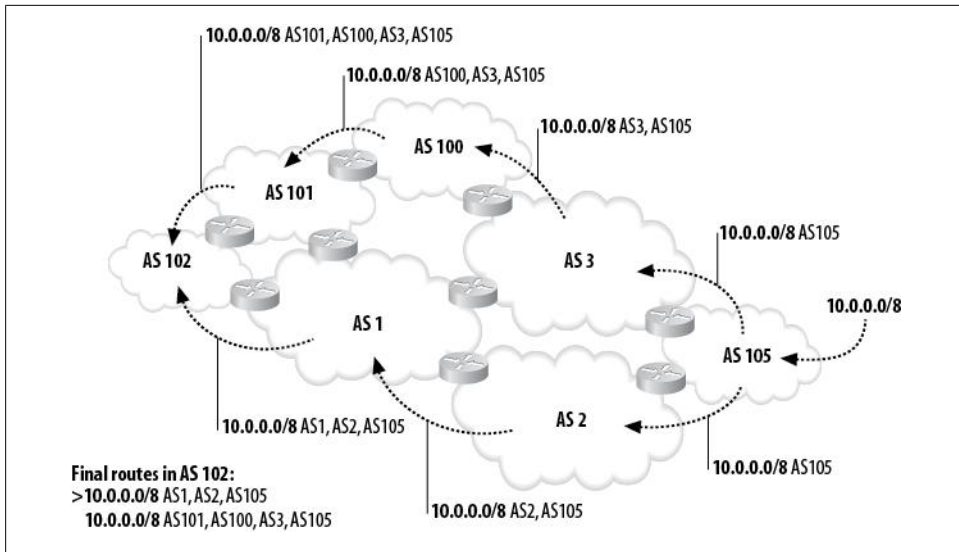 10.0.0.0/8 AS101, AS100, AS3, AS105
10.0.0.0/8 AS100, AS3, AS105
10.0.0.0/8 AS3, AS105
AS 100
AS 101
10.0.0.0/8 AS105
AS 102
AS 3
10.0.0.0/8
AS 1
AS 105
AS 2
10.0.0.0/8 AS1, AS2, AS105
10.0.0.0/8 AS105
Final routes in AS 102:
>10.0.0.0/8 AS1, AS2, AS105
10.0.0.0/8 AS101, AS100, AS3, AS105
10.0.0.0/8 AS2, AS105